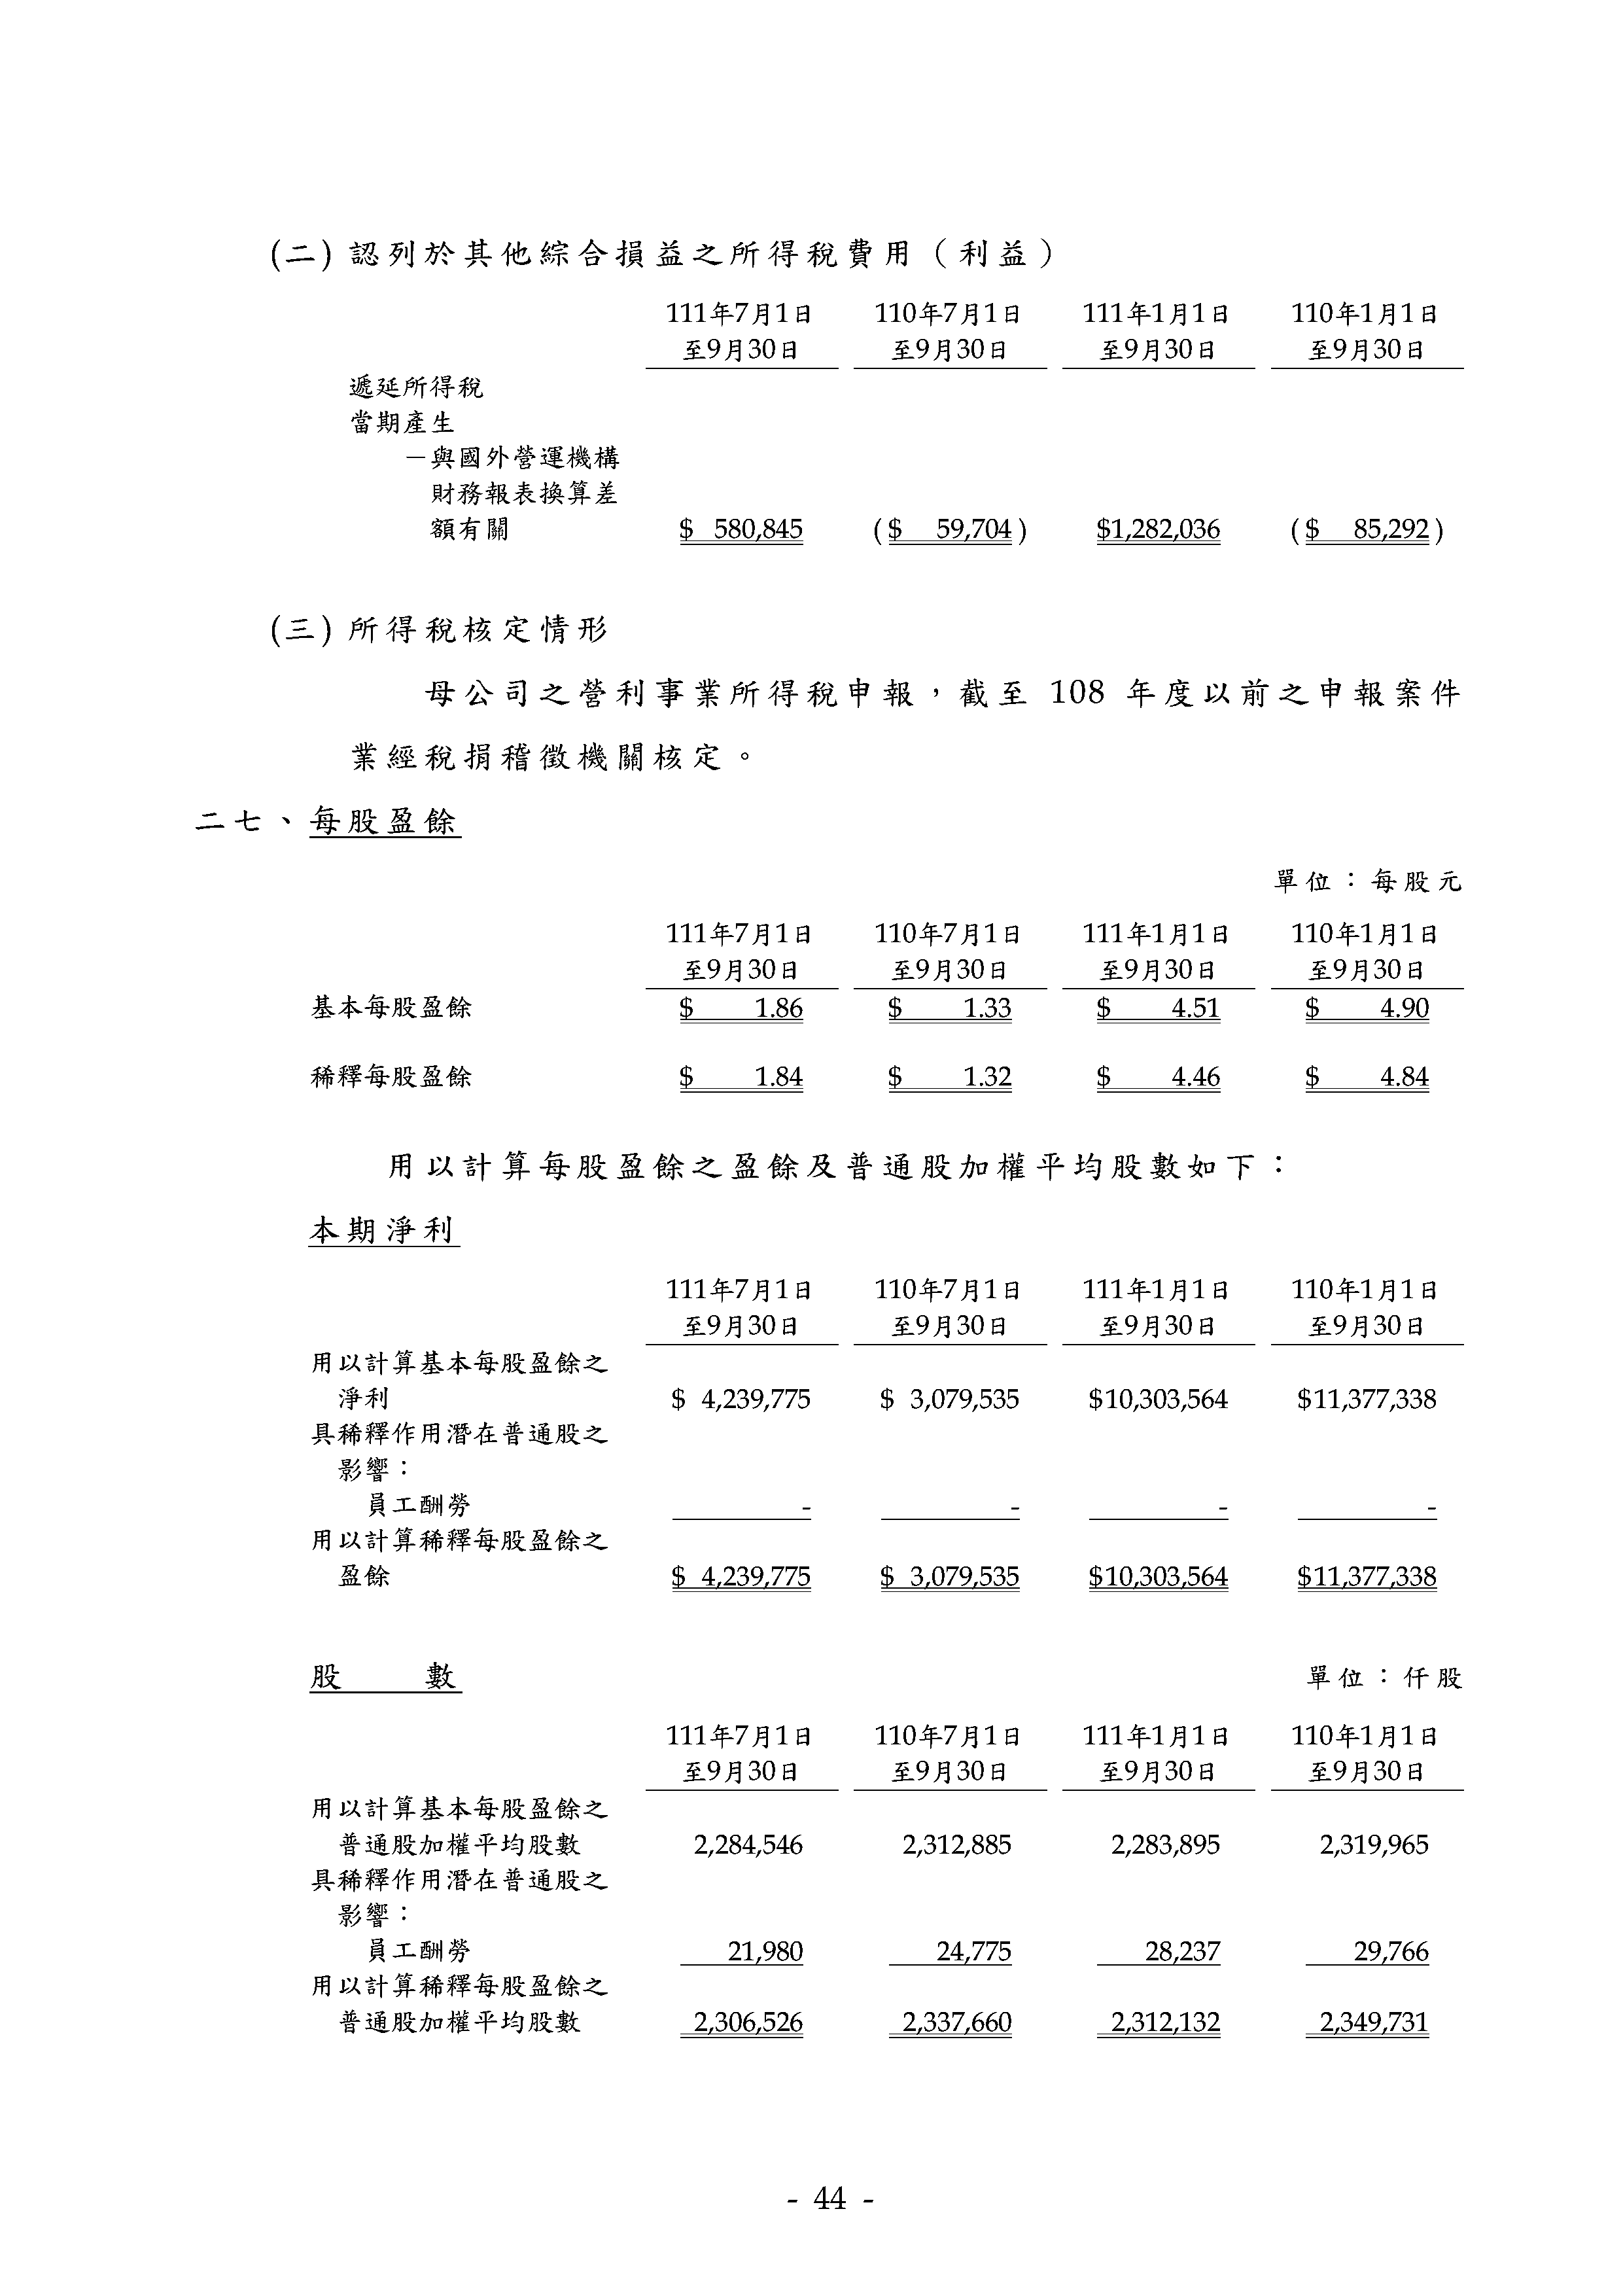 (二) 認列於其他綜合損益之所得稅費用（利益）
111年7月1日 110年7月1日 111年1月1日 110年1月1日
至9月30日 至9月30日 至9月30日 至9月30日
遞延所得稅
當期產生
－與國外營運機構
財務報表換算差
額有關 $ 580,845 ($ 59,704) $1,282,036 ($ 85,292)
(三) 所得稅核定情形
母公司之營利事業所得稅申報，截至 108 年度以前之申報案件
業經稅捐稽徵機關核定。
二七、每股盈餘
單位：每股元
111年7月1日 110年7月1日 111年1月1日 110年1月1日
至9月30日 至9月30日 至9月30日 至9月30日
基本每股盈餘 $ 1.86 $ 1.33 $ 4.51 $ 4.90
稀釋每股盈餘 $ 1.84 $ 1.32 $ 4.46 $ 4.84
用以計算每股盈餘之盈餘及普通股加權平均股數如下：
本期淨利
111年7月1日 110年7月1日 111年1月1日 110年1月1日
至9月30日 至9月30日 至9月30日 至9月30日
用以計算基本每股盈餘之
淨利 $ 4,239,775 $ 3,079,535 $10,303,564 $11,377,338
具稀釋作用潛在普通股之
影響：
員工酬勞 - - - -
用以計算稀釋每股盈餘之
盈餘 $ 4,239,775 $ 3,079,535 $10,303,564 $11,377,338
股 數 單位：仟股
111年7月1日 110年7月1日 111年1月1日 110年1月1日
至9月30日 至9月30日 至9月30日 至9月30日
用以計算基本每股盈餘之
普通股加權平均股數 2,284,546 2,312,885 2,283,895 2,319,965
具稀釋作用潛在普通股之
影響：
員工酬勞 21,980 24,775 28,237 29,766
用以計算稀釋每股盈餘之
普通股加權平均股數 2,306,526 2,337,660 2,312,132 2,349,731
- 44 -